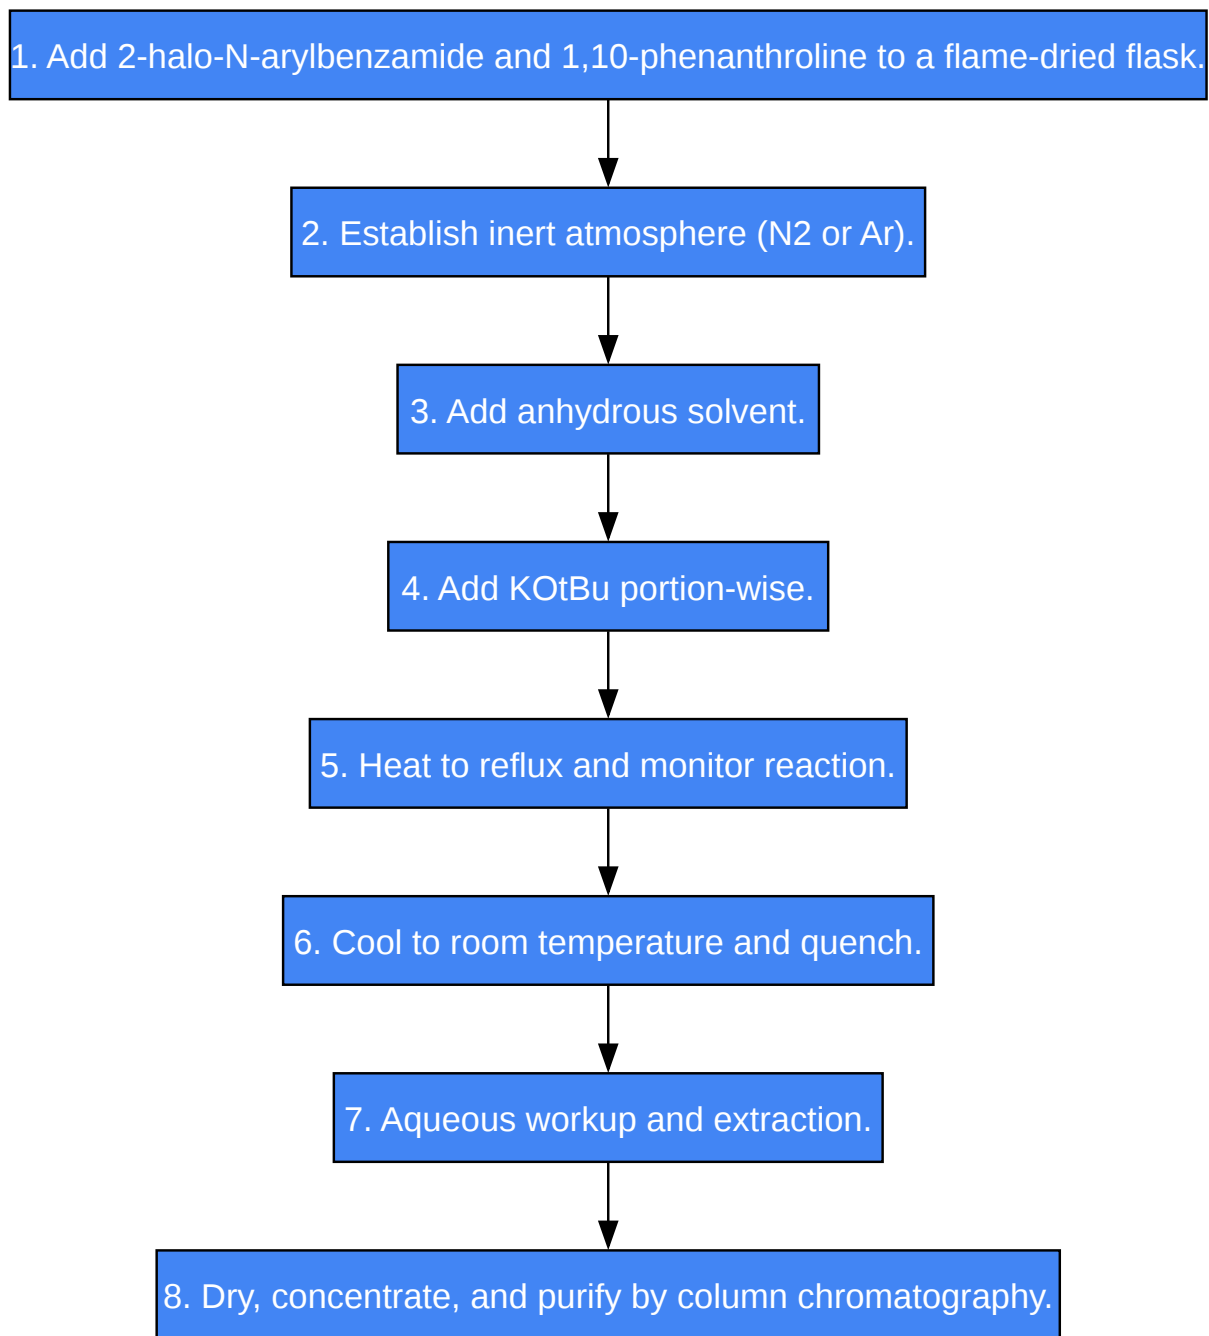 1. Add 2-halo-N-arylbenzamide and 1,10-phenanthroline to a flame-dried flask.
2. Establish inert atmosphere (N2 or Ar).
3. Add anhydrous solvent.
4. Add KOtBu portion-wise.
5. Heat to reflux and monitor reaction.
6. Cool to room temperature and quench.
7. Aqueous workup and extraction.
8. Dry, concentrate, and purify by column chromatography.